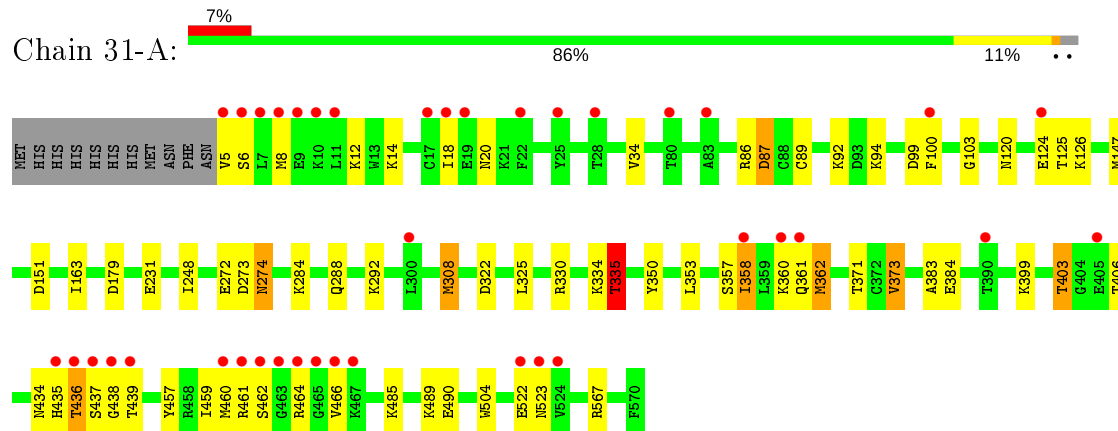 7%
Chain 31-A:
86% 11% • •
MET HIS HIS HIS HIS HIS HIS MET ASN PHE ASN V5 S6 L7 M8 E9 K10 L11 K12 W13 K14 C17 I18 E19 N20 K21 F22 Y25 T28 V34 T80 A83 R86 D87 C88 C89 K92 D93 K94 D99 F100 G103 N120 E124 T125 K126 M147
D151 I163 D179 E231 I248 E272 D273 N274 K284 Q288 K292 L300 M308 D322 L325 R330 K334 T335 Y350 L353 S357 I358 L359 K360 Q361 M362 T371 C372 V373 A383 E384 T390 K399 T403 G404 E405 T406
N434 H435 T436 S437 G438 T439 Y457 R458 I459 M460 R461 S462 G463 R464 G465 V466 K467 K485 K489 E490 W504 E522 N523 V524 R567 F570